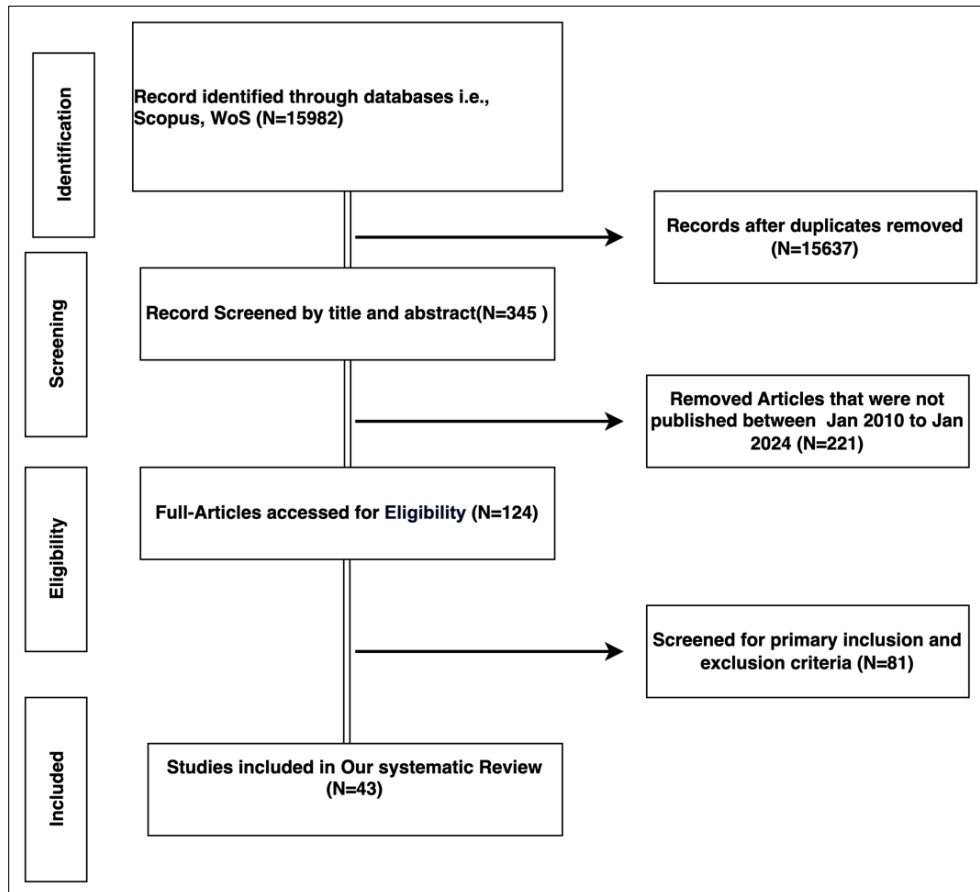 Identification
Record identified through databases i.e.,
Scopus, WoS (N=15982)
Records after duplicates removed
(N=15637)
Screening
Record Screened by title and abstract(N=345 )
Removed Articles that were not
published between Jan 2010 to Jan
2024 (N=221)
Eligibility
Full-Articles accessed for Eligibility (N=124)
Screened for primary inclusion and
exclusion criteria (N=81)
Included
Studies included in Our systematic Review
(N=43)